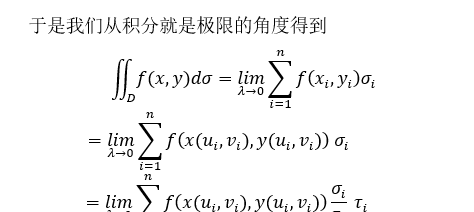 于是我们从积分就是极限的角度得到
∬_D f(x,y)dσ = lim_{λ→0} ∑_{i=1}^{n} f(x_i, y_i)σ_i
= lim_{λ→0} ∑_{i=1}^{n} f(x(u_i, v_i), y(u_i, v_i)) σ_i
= lim ∑^{n} f(x(u_i, v_i), y(u_i, v_i)) σ_i τ_i